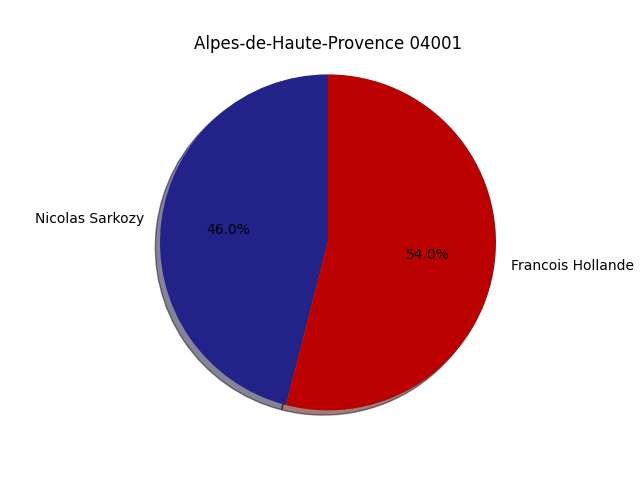 Alpes-de-Haute-Provence 04001
Nicolas Sarkozy
46.0%
54.0%
Francois Hollande